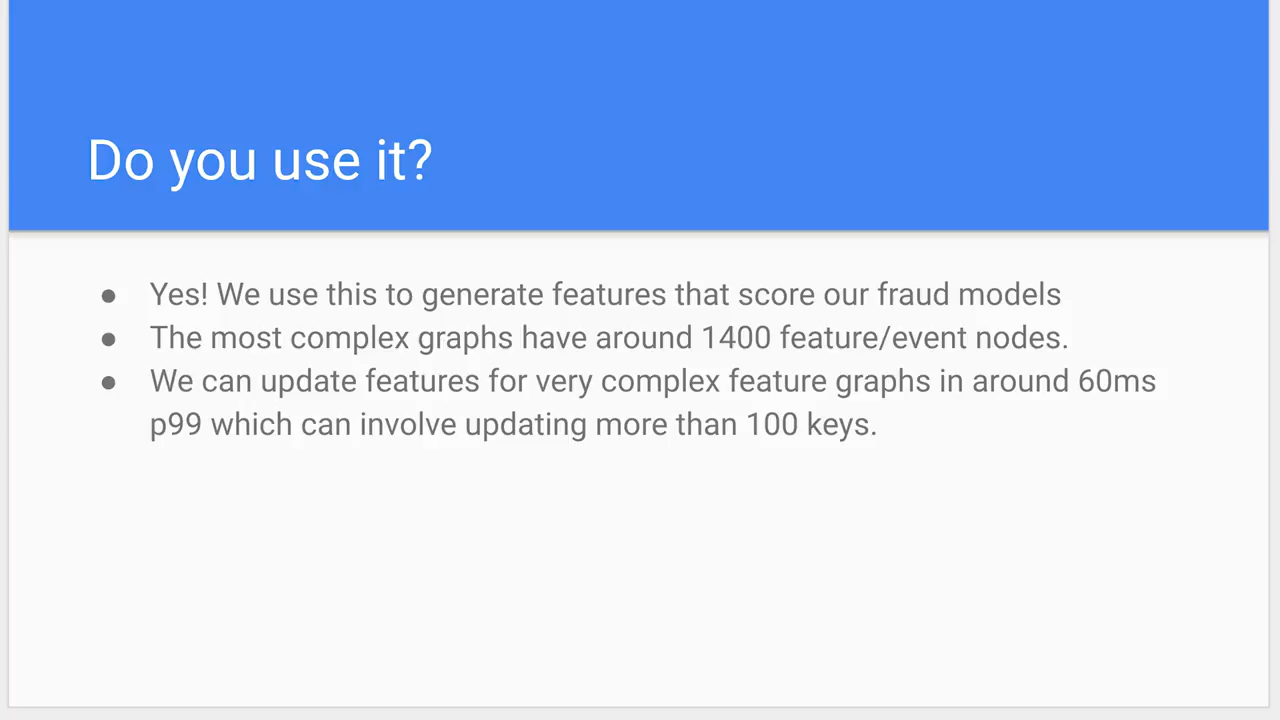 Do you use it?
● Yes! We use this to generate features that score our fraud models
● The most complex graphs have around 1400 feature/event nodes.
● We can update features for very complex feature graphs in around 60ms
p99 which can involve updating more than 100 keys.